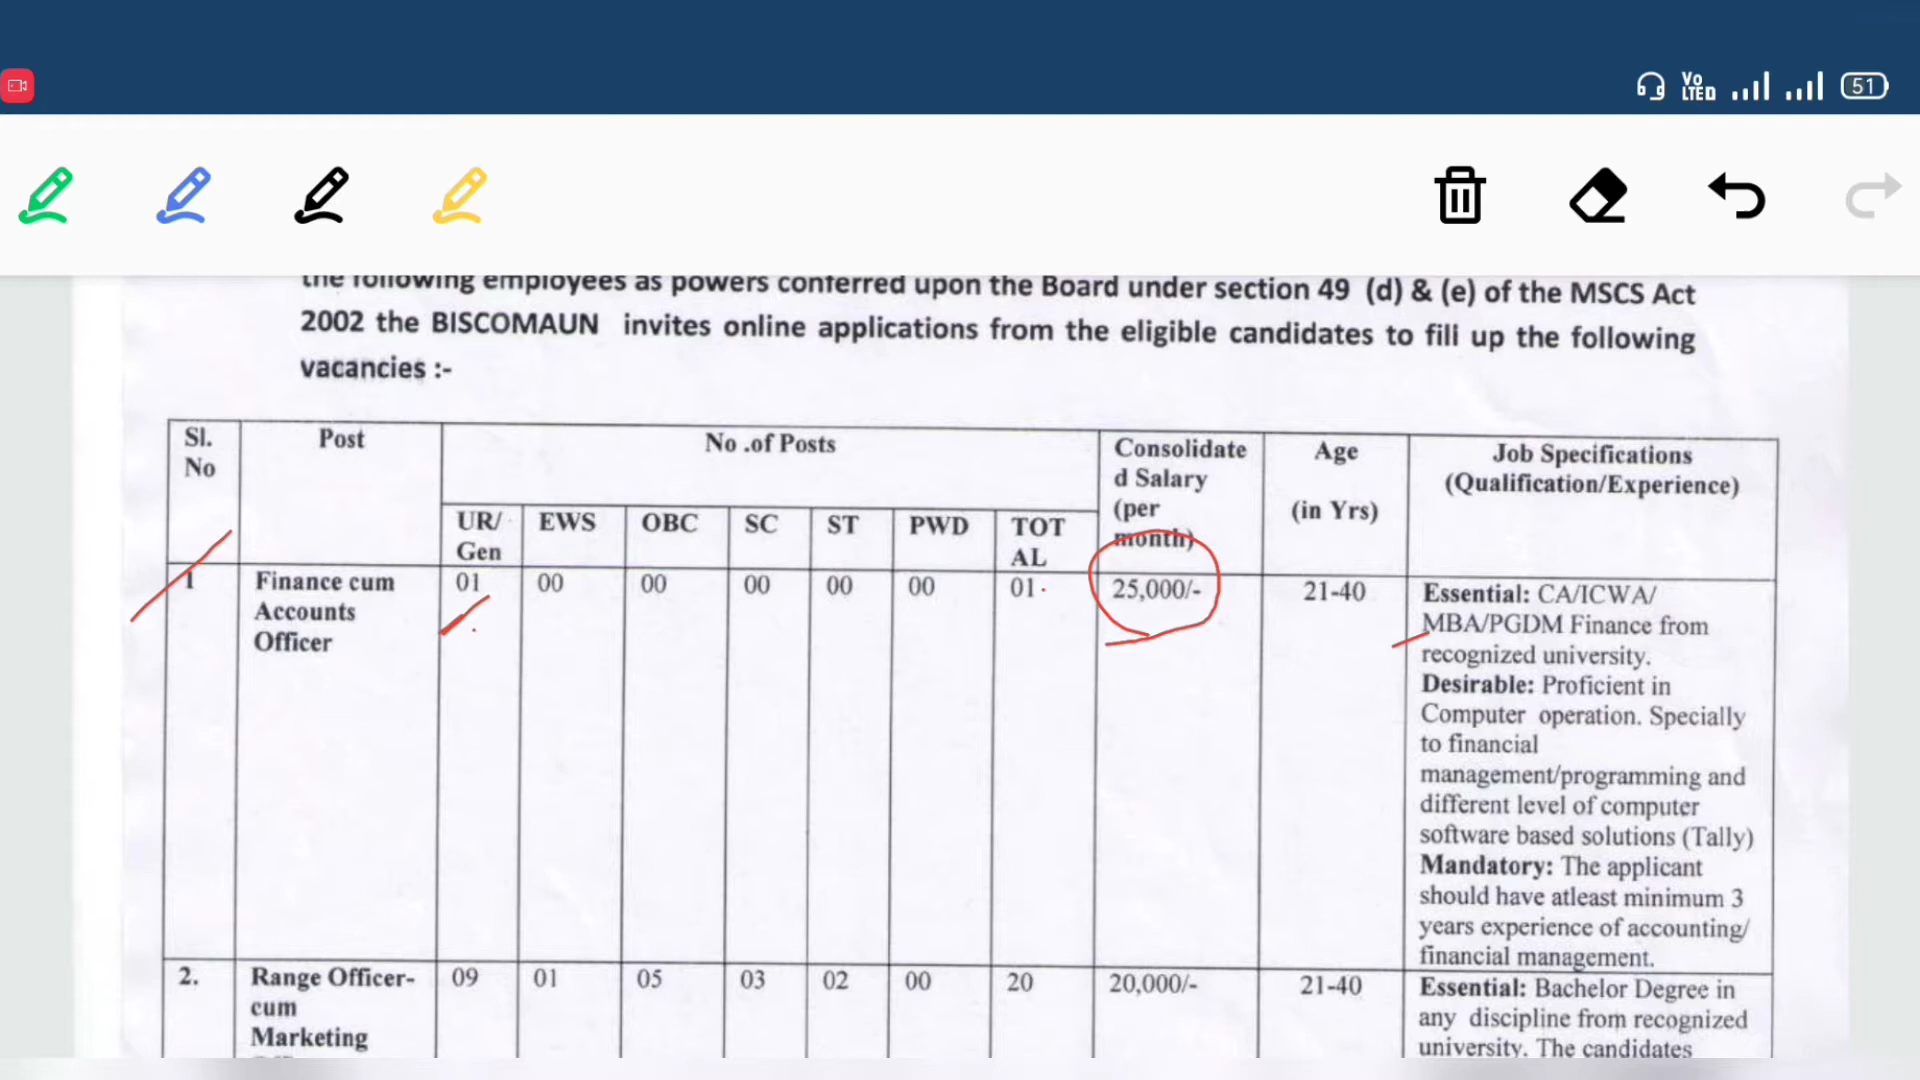 Vo
LTED
51
the following employees as powers conferred upon the Board under section 49 (d) & (e) of the MSCS Act
2002 the BISCOMAUN invites online applications from the eligible candidates to fill up the following
vacancies :-
Sl.
No
Post
No .of Posts
Consolidate
d Salary
(per
month)
Age
(in Yrs)
Job Specifications
(Qualification/Experience)
UR/
Gen
EWS
OBC
SC
ST
PWD
TOT
AL
1
Finance cum
Accounts
Officer
01
00
00
00
00
00
01
25,000/-
21-40
Essential: CA/ICWA/
MBA/PGDM Finance from
recognized university.
Desirable: Proficient in
Computer operation. Specially
to financial
management/programming and
different level of computer
software based solutions (Tally)
Mandatory: The applicant
should have atleast minimum 3
years experience of accounting/
financial management.
2.
Range Officer-
cum
Marketing
09
01
05
03
02
00
20
20,000/-
21-40
Essential: Bachelor Degree in
any discipline from recognized
university. The candidates